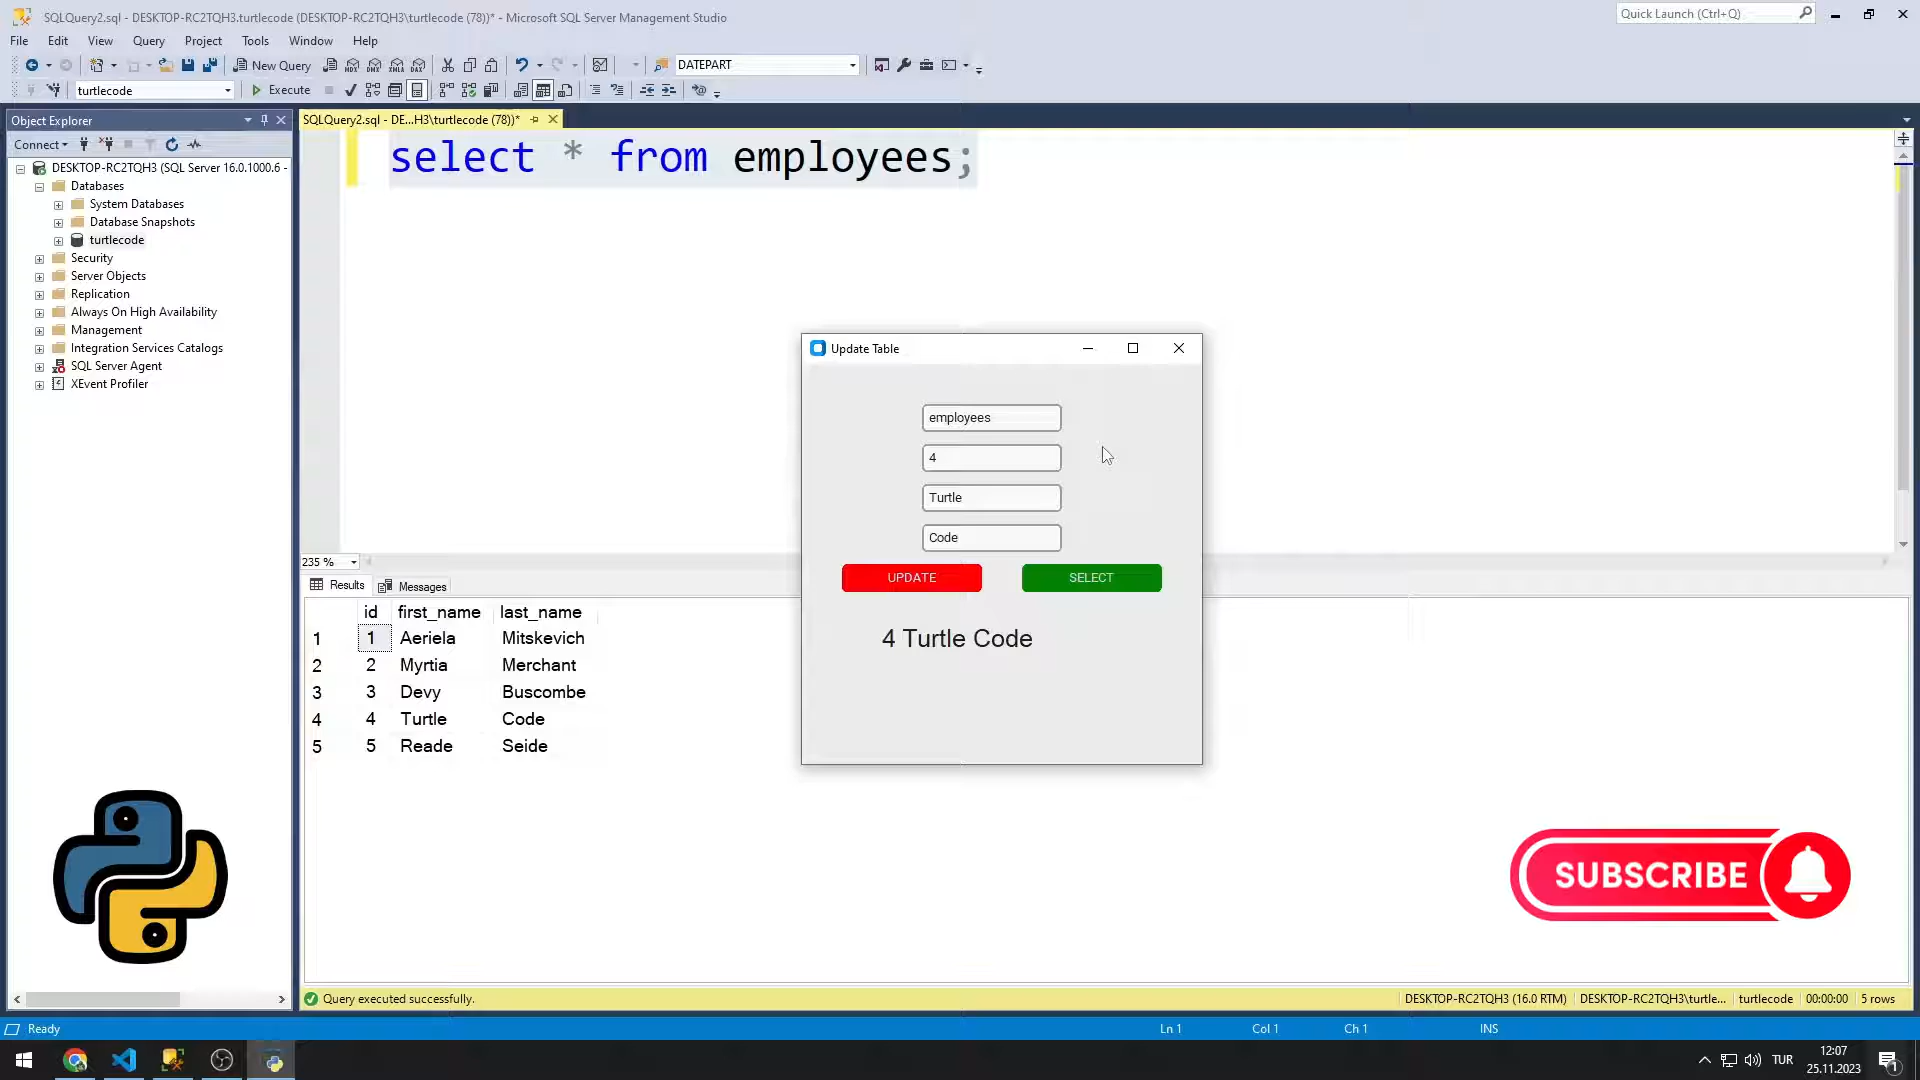 SQLQuery2.sql - DESKTOP-RC2TQH3.turtlecode (DESKTOP-RC2TQH3\turtlecode (78))* - Microsoft SQL Server Management Studio
Quick Launch (Ctrl+Q)
File Edit View Query Project Tools Window Help
New Query
DATEPART
turtlecode
Execute
Object Explorer
SQLQuery2.sql - DE...H3\turtlecode (78))*
Connect
DESKTOP-RC2TQH3 (SQL Server 16.0.1000.6 -
Databases
System Databases
Database Snapshots
turtlecode
Security
Server Objects
Replication
Always On High Availability
Management
Integration Services Catalogs
SQL Server Agent
XEvent Profiler
select * from employees;
Update Table
employees
4
Turtle
Code
UPDATE SELECT
4 Turtle Code
235 %
Results Messages
id first_name last_name
1 1 Aeriela Mitskevich
2 2 Myrtia Merchant
3 3 Devy Buscombe
4 4 Turtle Code
5 5 Reade Seide
SUBSCRIBE
Query executed successfully.
DESKTOP-RC2TQH3 (16.0 RTM) DESKTOP-RC2TQH3\turtle... turtlecode 00:00:00 5 rows
Ready
Ln 1 Col 1 Ch 1 INS
TUR
12:07
25.11.2023
1